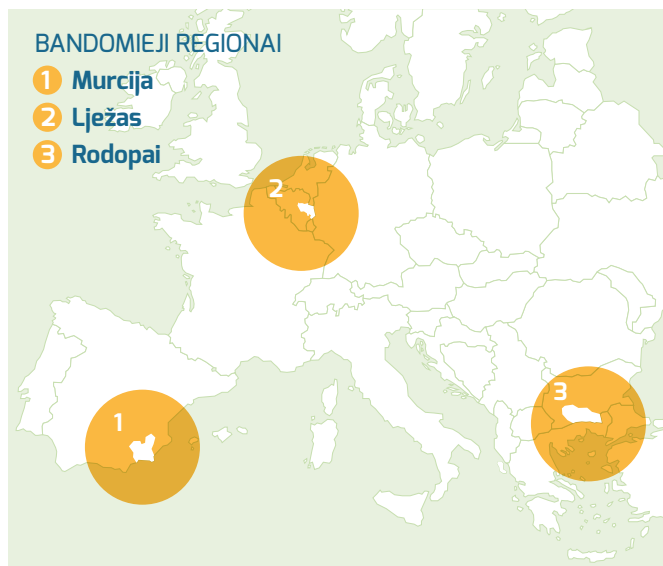 BANDOMIEJI REGIONAI
1 Murcija
2 Lježas
3 Rodopai
2
3
1